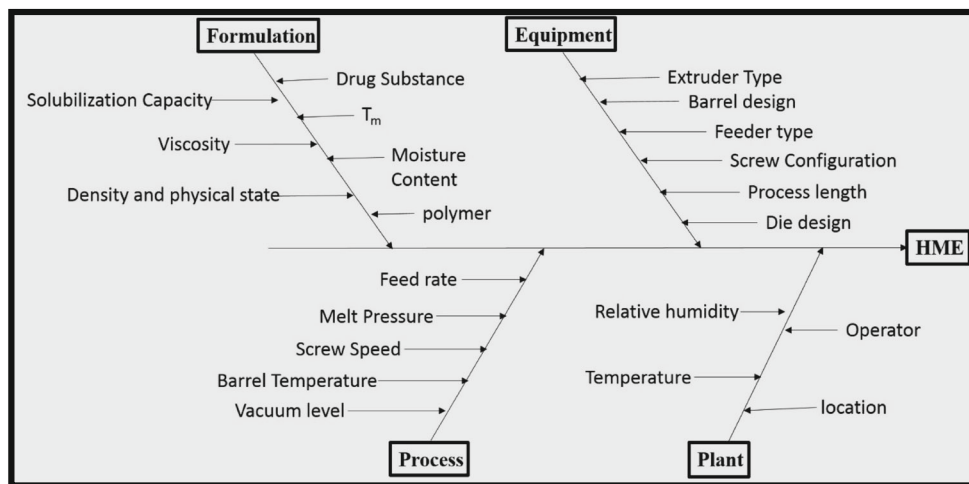 Formulation
Equipment
Drug Substance
Solubilization Capacity
Tm
Viscosity
Moisture
Content
Density and physical state
polymer
Extruder Type
Barrel design
Feeder type
Screw Configuration
Process length
Die design
HME
Feed rate
Melt Pressure
Screw Speed
Barrel Temperature
Vacuum level
Relative humidity
Operator
Temperature
location
Process
Plant